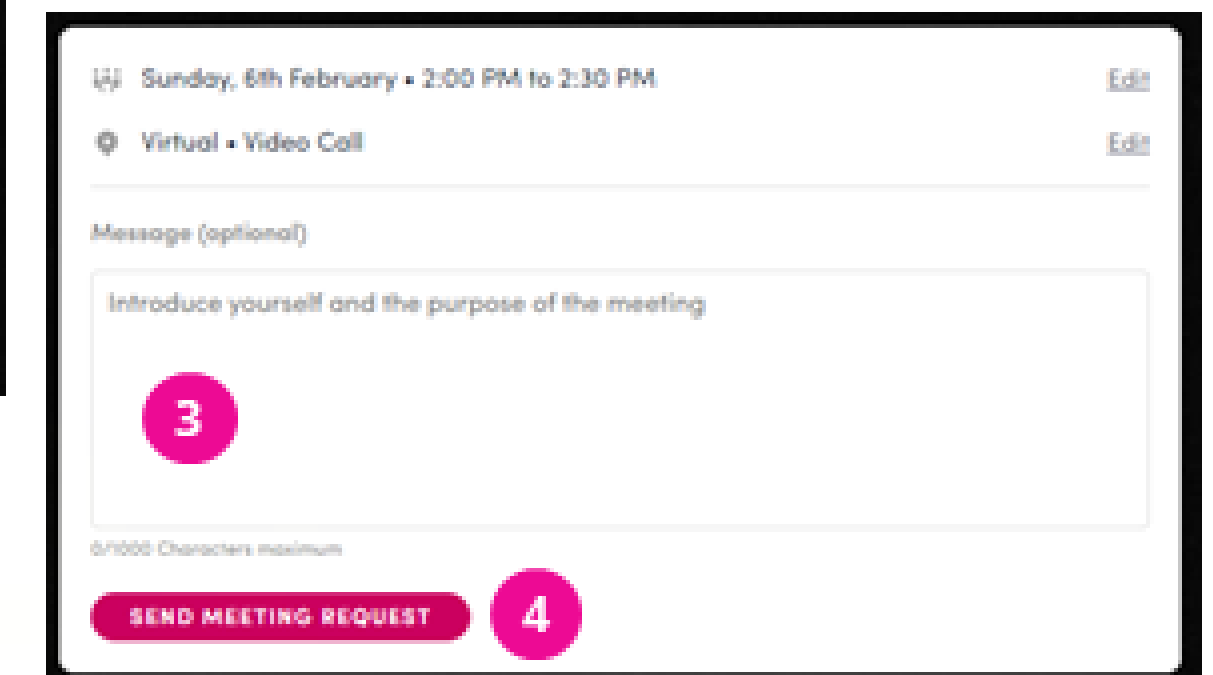 Sunday, 6th February • 2:00 PM to 2:30 PM Edit
Virtual • Video Call Edit
Message (optional)
Introduce yourself and the purpose of the meeting
3
0/1000 Characters maximum
SEND MEETING REQUEST 4